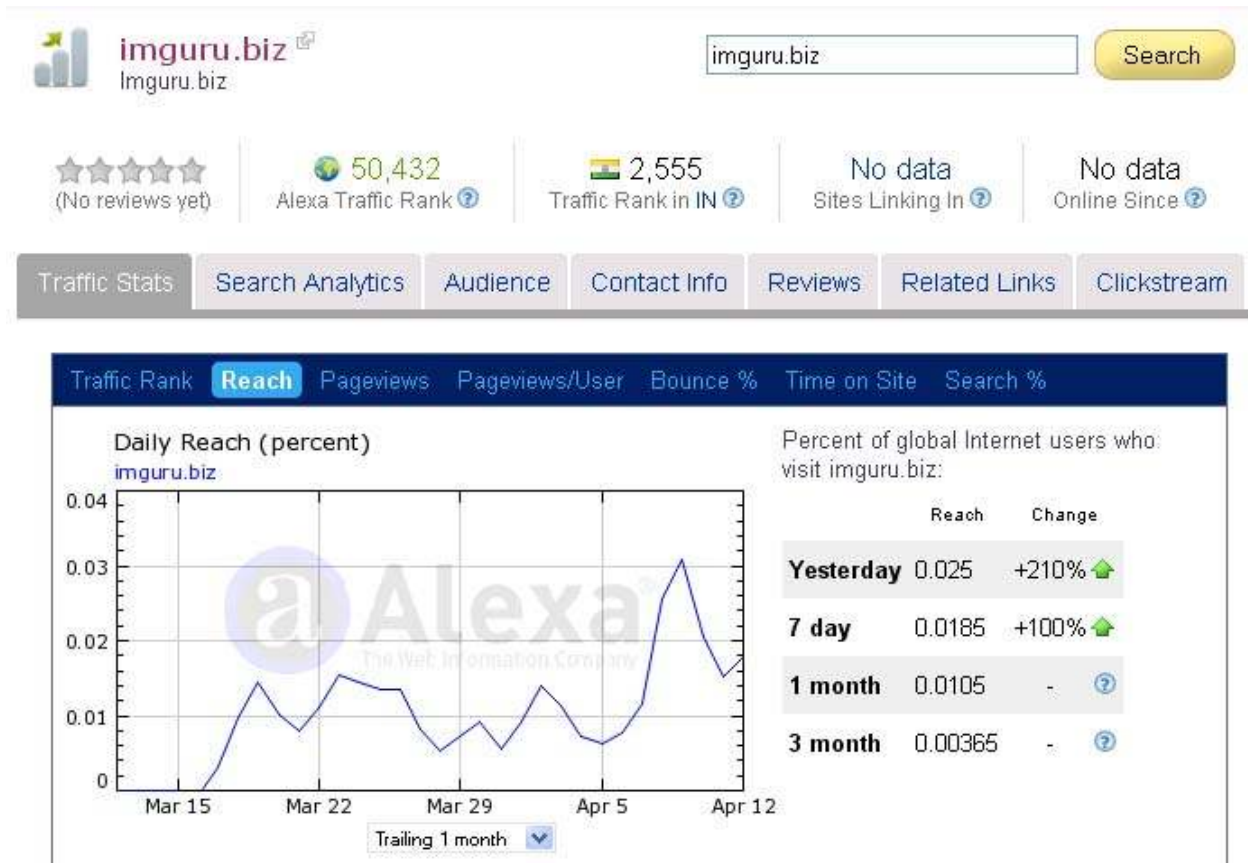 imguru.biz
Imguru.biz
imguru.biz
Search
(No reviews yet)
50,432
Alexa Traffic Rank ?
2,555
Traffic Rank in IN ?
No data
Sites Linking In ?
No data
Online Since ?
Traffic Stats Search Analytics Audience Contact Info Reviews Related Links Clickstream
Traffic Rank Reach Pageviews Pageviews/User Bounce % Time on Site Search %
Daily Reach (percent)
imguru.biz
0.04
0.03
0.02
0.01
0
Mar 15 Mar 22 Mar 29 Apr 5 Apr 12
a Alexa
The Web Information Company
Trailing 1 month
Percent of global Internet users who
visit imguru.biz:
Reach Change
Yesterday 0.025 +210%
7 day 0.0185 +100%
1 month 0.0105 - ?
3 month 0.00365 - ?